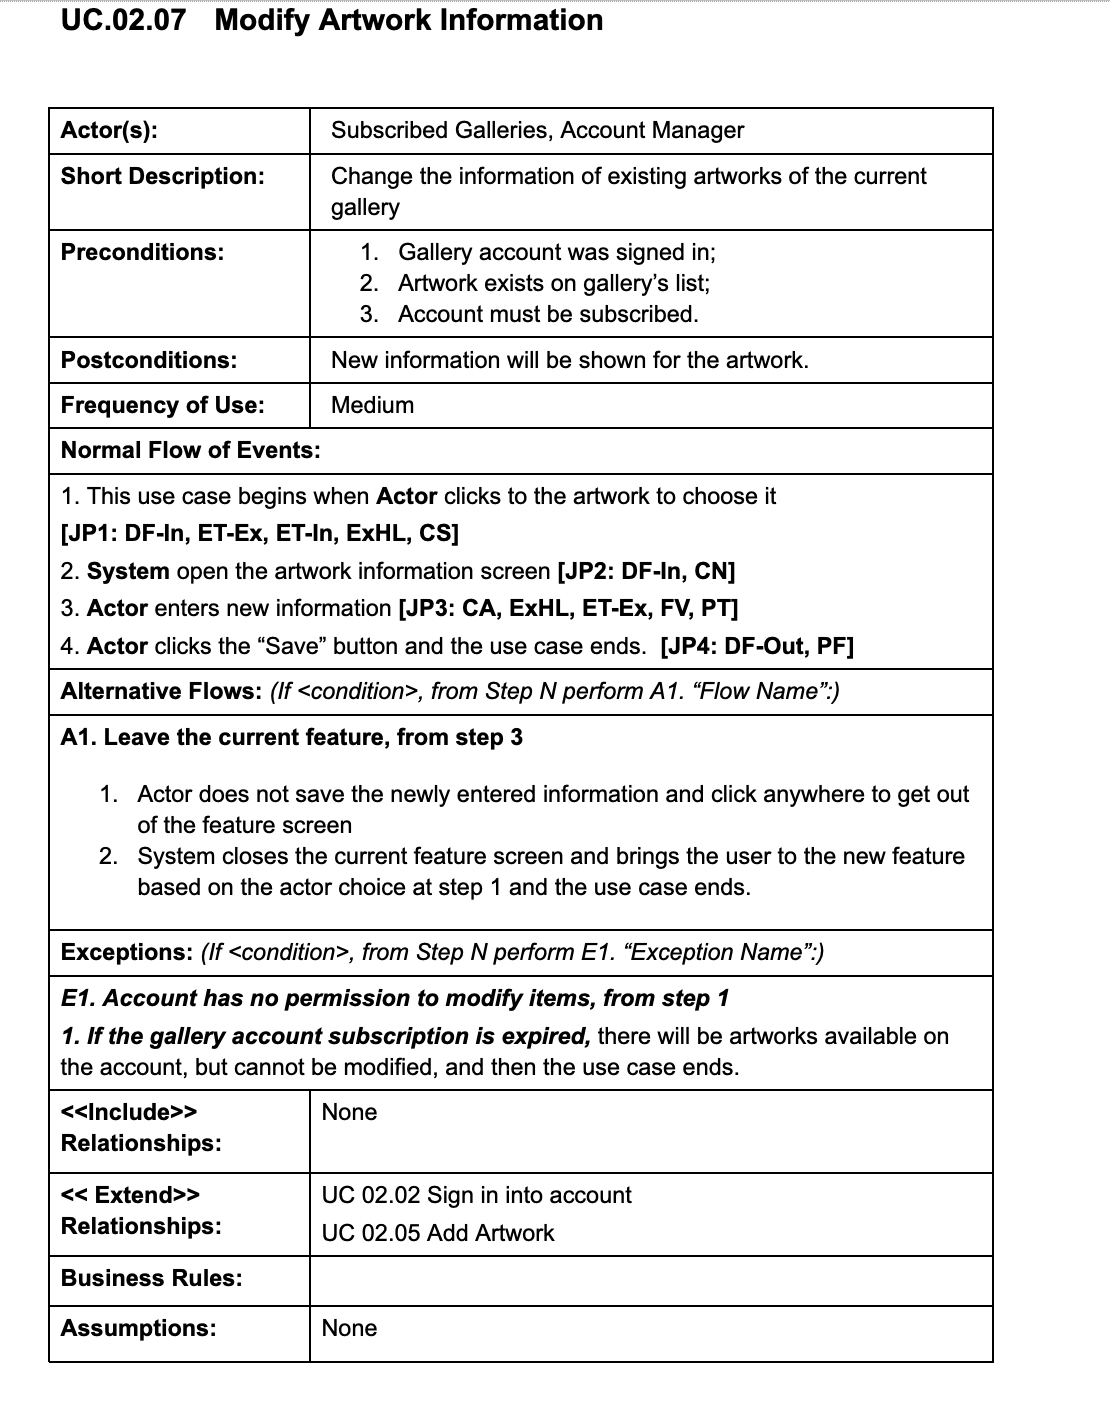 UC.02.07 Modify Artwork Information
Actor(s):
Subscribed Galleries, Account Manager
Short Description:
Change the information of existing artworks of the current
gallery
Preconditions:
1. Gallery account was signed in;
2. Artwork exists on gallery’s list;
3. Account must be subscribed.
Postconditions:
New information will be shown for the artwork.
Frequency of Use:
Medium
Normal Flow of Events:
1. This use case begins when Actor clicks to the artwork to choose it
[JP1: DF-In, ET-Ex, ET-In, ExHL, CS]
2. System open the artwork information screen [JP2: DF-In, CN]
3. Actor enters new information [JP3: CA, ExHL, ET-Ex, FV, PT]
4. Actor clicks the “Save” button and the use case ends. [JP4: DF-Out, PF]
Alternative Flows: (If <condition>, from Step N perform A1. “Flow Name”:)
A1. Leave the current feature, from step 3
1. Actor does not save the newly entered information and click anywhere to get out
of the feature screen
2. System closes the current feature screen and brings the user to the new feature
based on the actor choice at step 1 and the use case ends.
Exceptions: (If <condition>, from Step N perform E1. “Exception Name”:)
E1. Account has no permission to modify items, from step 1
1. If the gallery account subscription is expired, there will be artworks available on
the account, but cannot be modified, and then the use case ends.
<<Include>>
Relationships:
None
<< Extend>>
Relationships:
UC 02.02 Sign in into account
UC 02.05 Add Artwork
Business Rules:
Assumptions:
None